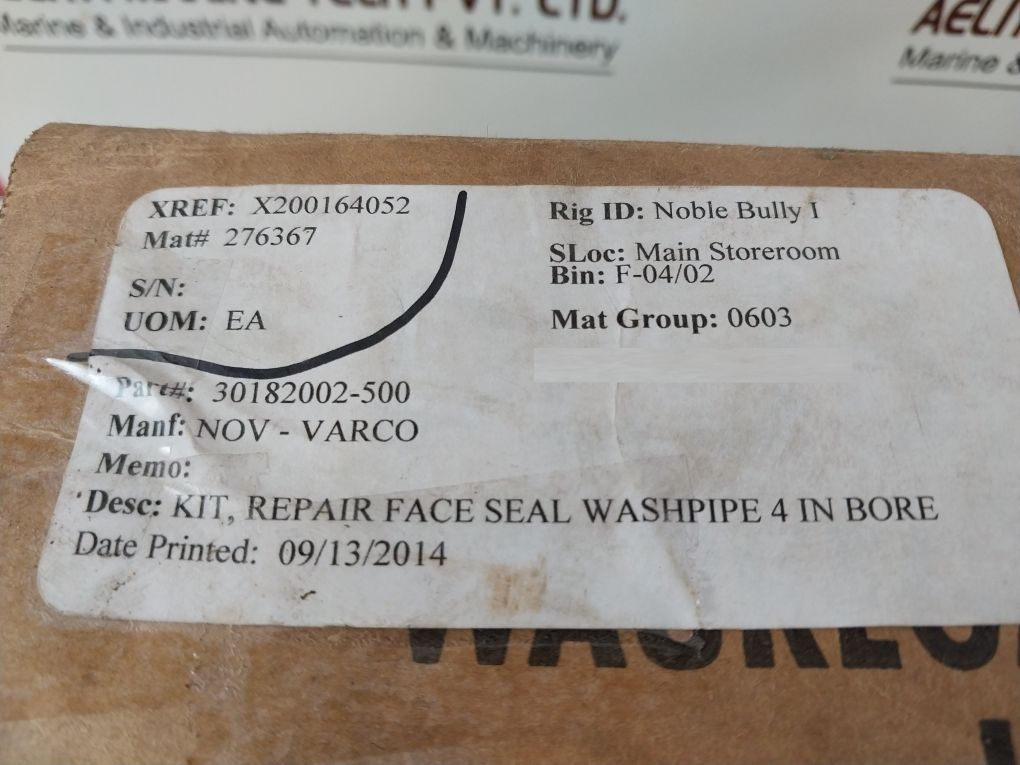 PVT. LTD.
Marine & Industrial Automation & Machinery
Marine &
XREF: X200164052
Mat# 276367
S/N:
UOM: EA
Rig ID: Noble Bully I
SLoc: Main Storeroom
Bin: F-04/02
Mat Group: 0603
Part#: 30182002-500
Manf: NOV - VARCO
Memo:
Desc: KIT, REPAIR FACE SEAL WASHPIPE 4 IN BORE
Date Printed: 09/13/2014